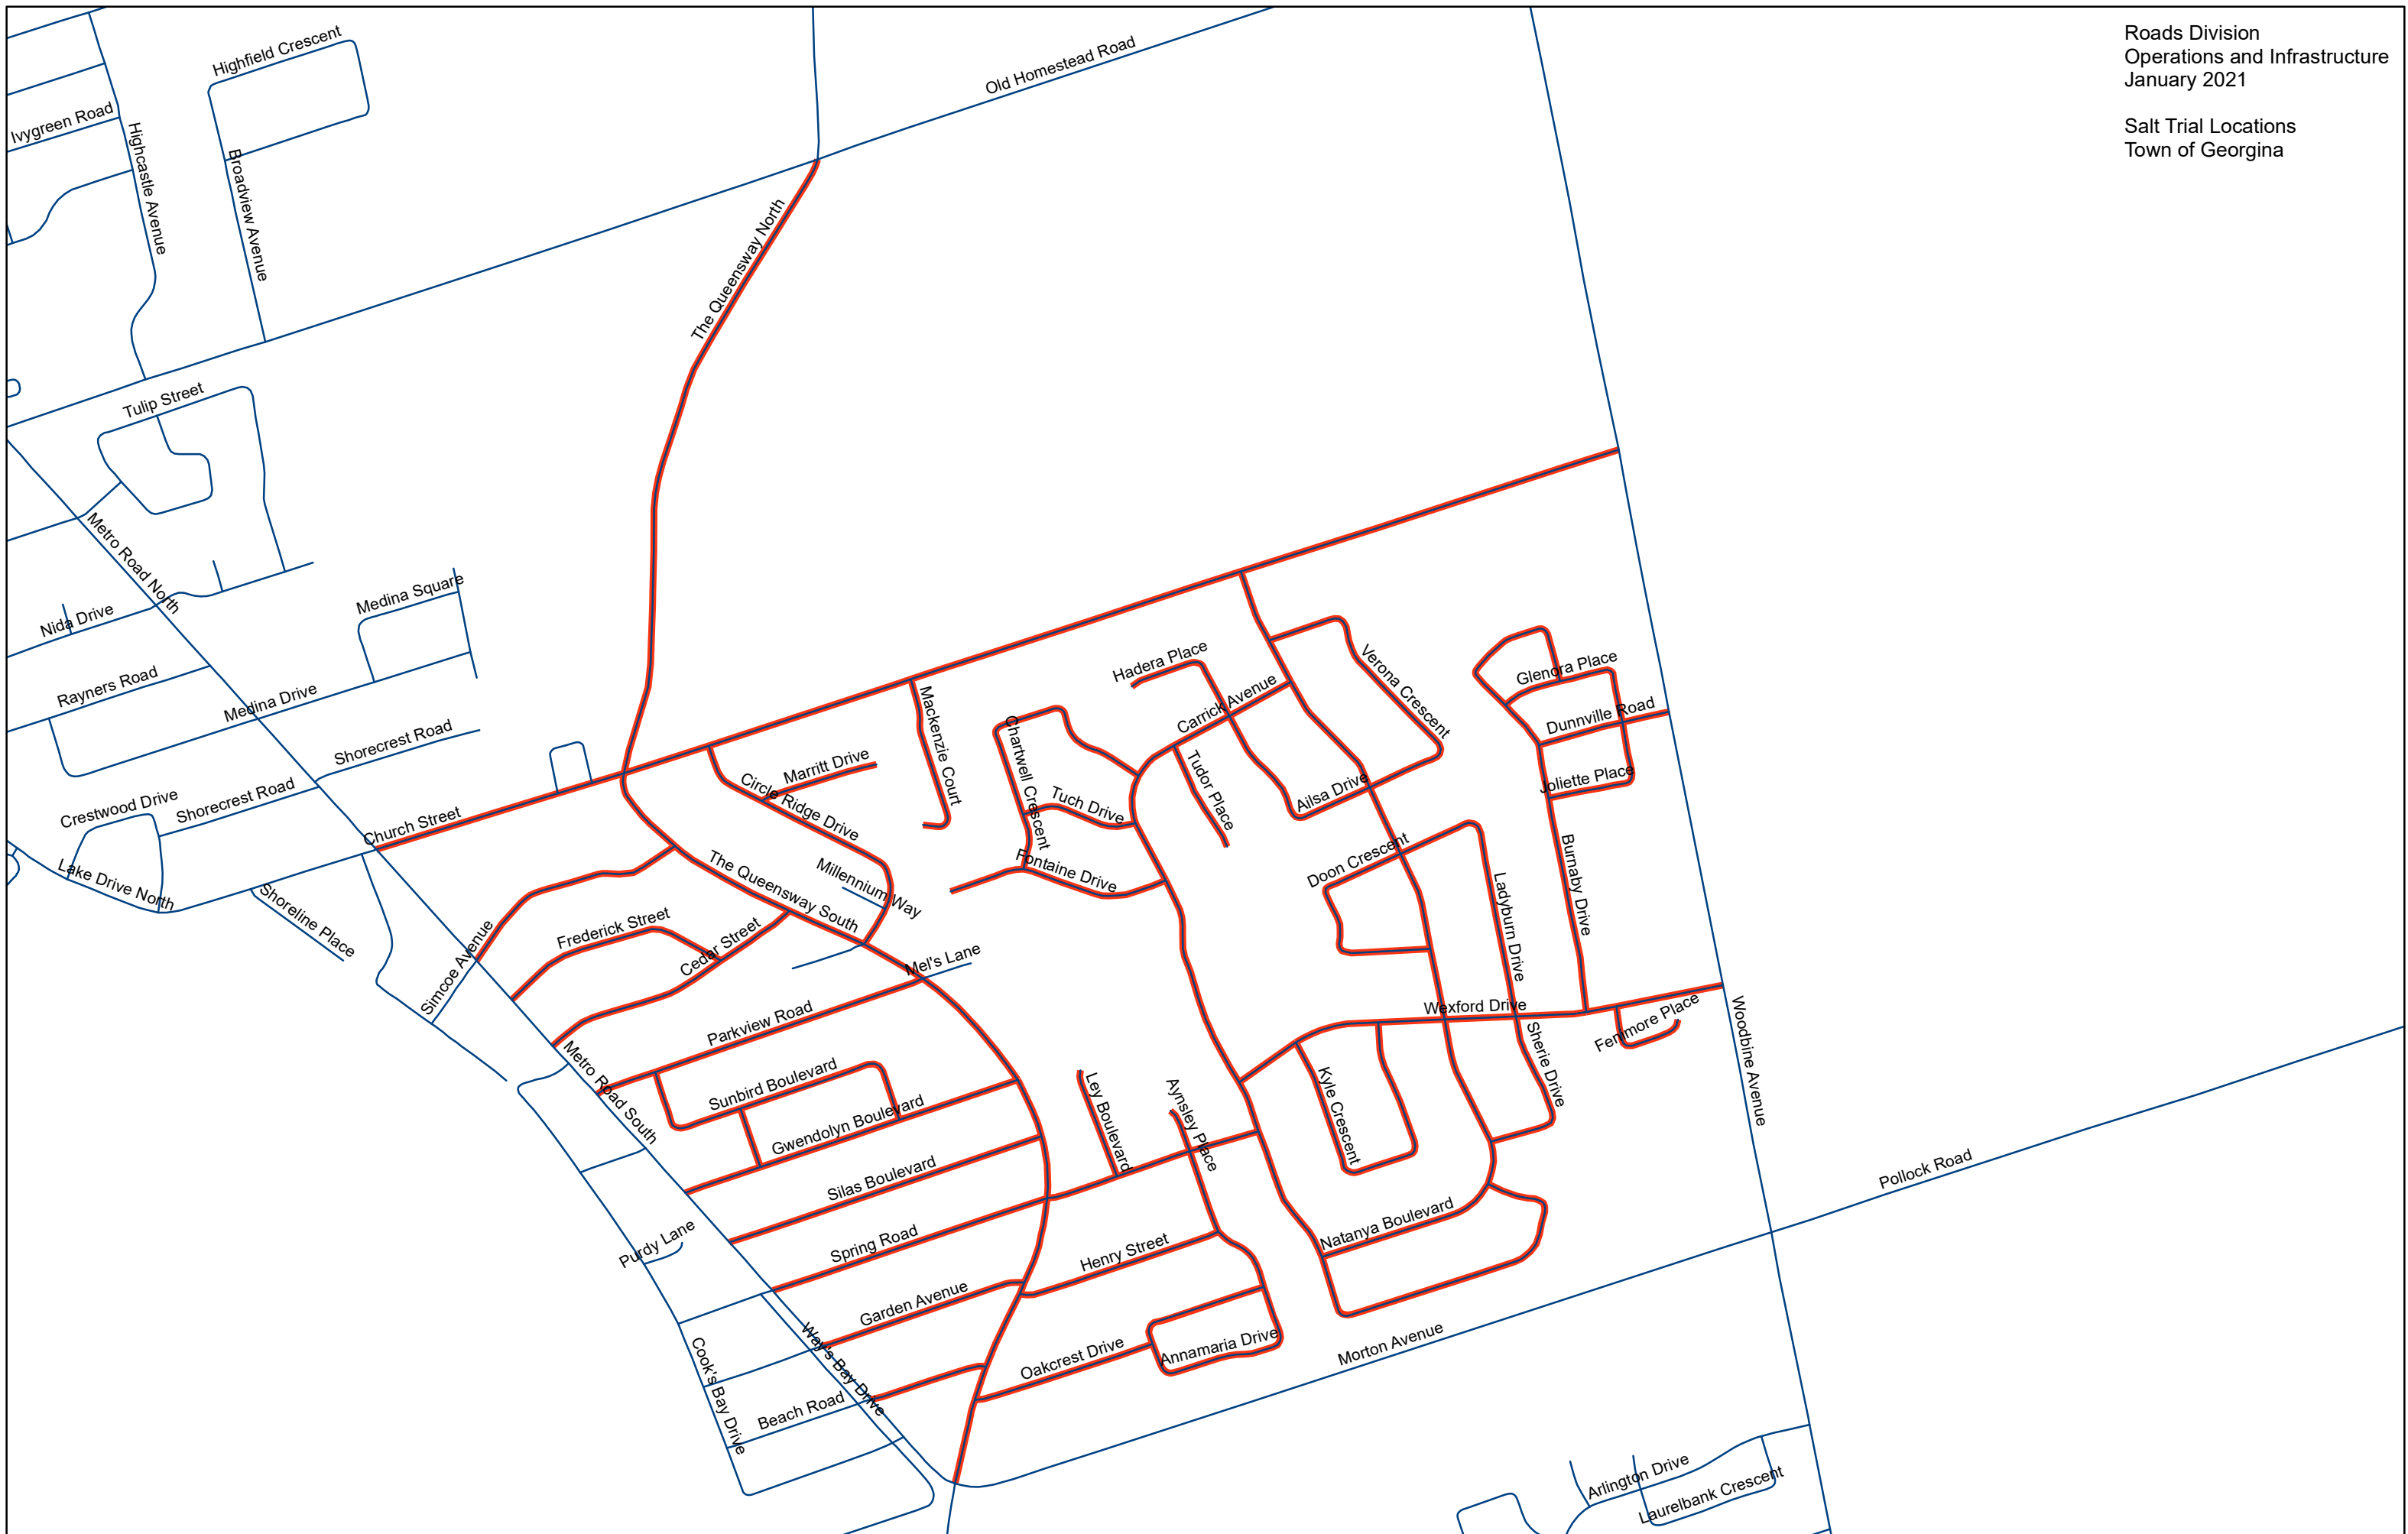 Roads Division
Operations and Infrastructure
January 2021
Salt Trial Locations
Town of Georgina
Highfield Crescent
Old Homestead Road
Ivygreen Road
Highcastle Avenue
Broadview Avenue
The Queensway North
Tulip Street
Metro Road North
Medina Square
Nida Drive
Rayners Road
Medina Drive
Shorecrest Road
Shorecrest Road
Crestwood Drive
Church Street
Lake Drive North
Shoreline Place
Simcoe Avenue
Mackenzie Court
Marritt Drive
Circle Ridge Drive
Millennium Way
The Queensway South
Frederick Street
Cedar Street
Mel's Lane
Parkview Road
Metro Road South
Sunbird Boulevard
Gwendolyn Boulevard
Silas Boulevard
Spring Road
Purdy Lane
Garden Avenue
Way's Bay Drive
Cook's Bay Drive
Beach Road
Hadera Place
Carrick Avenue
Verona Crescent
Glenora Place
Dunnville Road
Joliette Place
Chartwell Crescent
Tuch Drive
Tudor Place
Ailsa Drive
Fontaine Drive
Doon Crescent
Ladyburn Drive
Burnaby Drive
Wexford Drive
Fenimore Place
Sherie Drive
Woodbine Avenue
Kyle Crescent
Ley Boulevard
Aynsley Place
Natanya Boulevard
Henry Street
Oakcrest Drive
Annamaria Drive
Morton Avenue
Pollock Road
Arlington Drive
Laurelbank Crescent